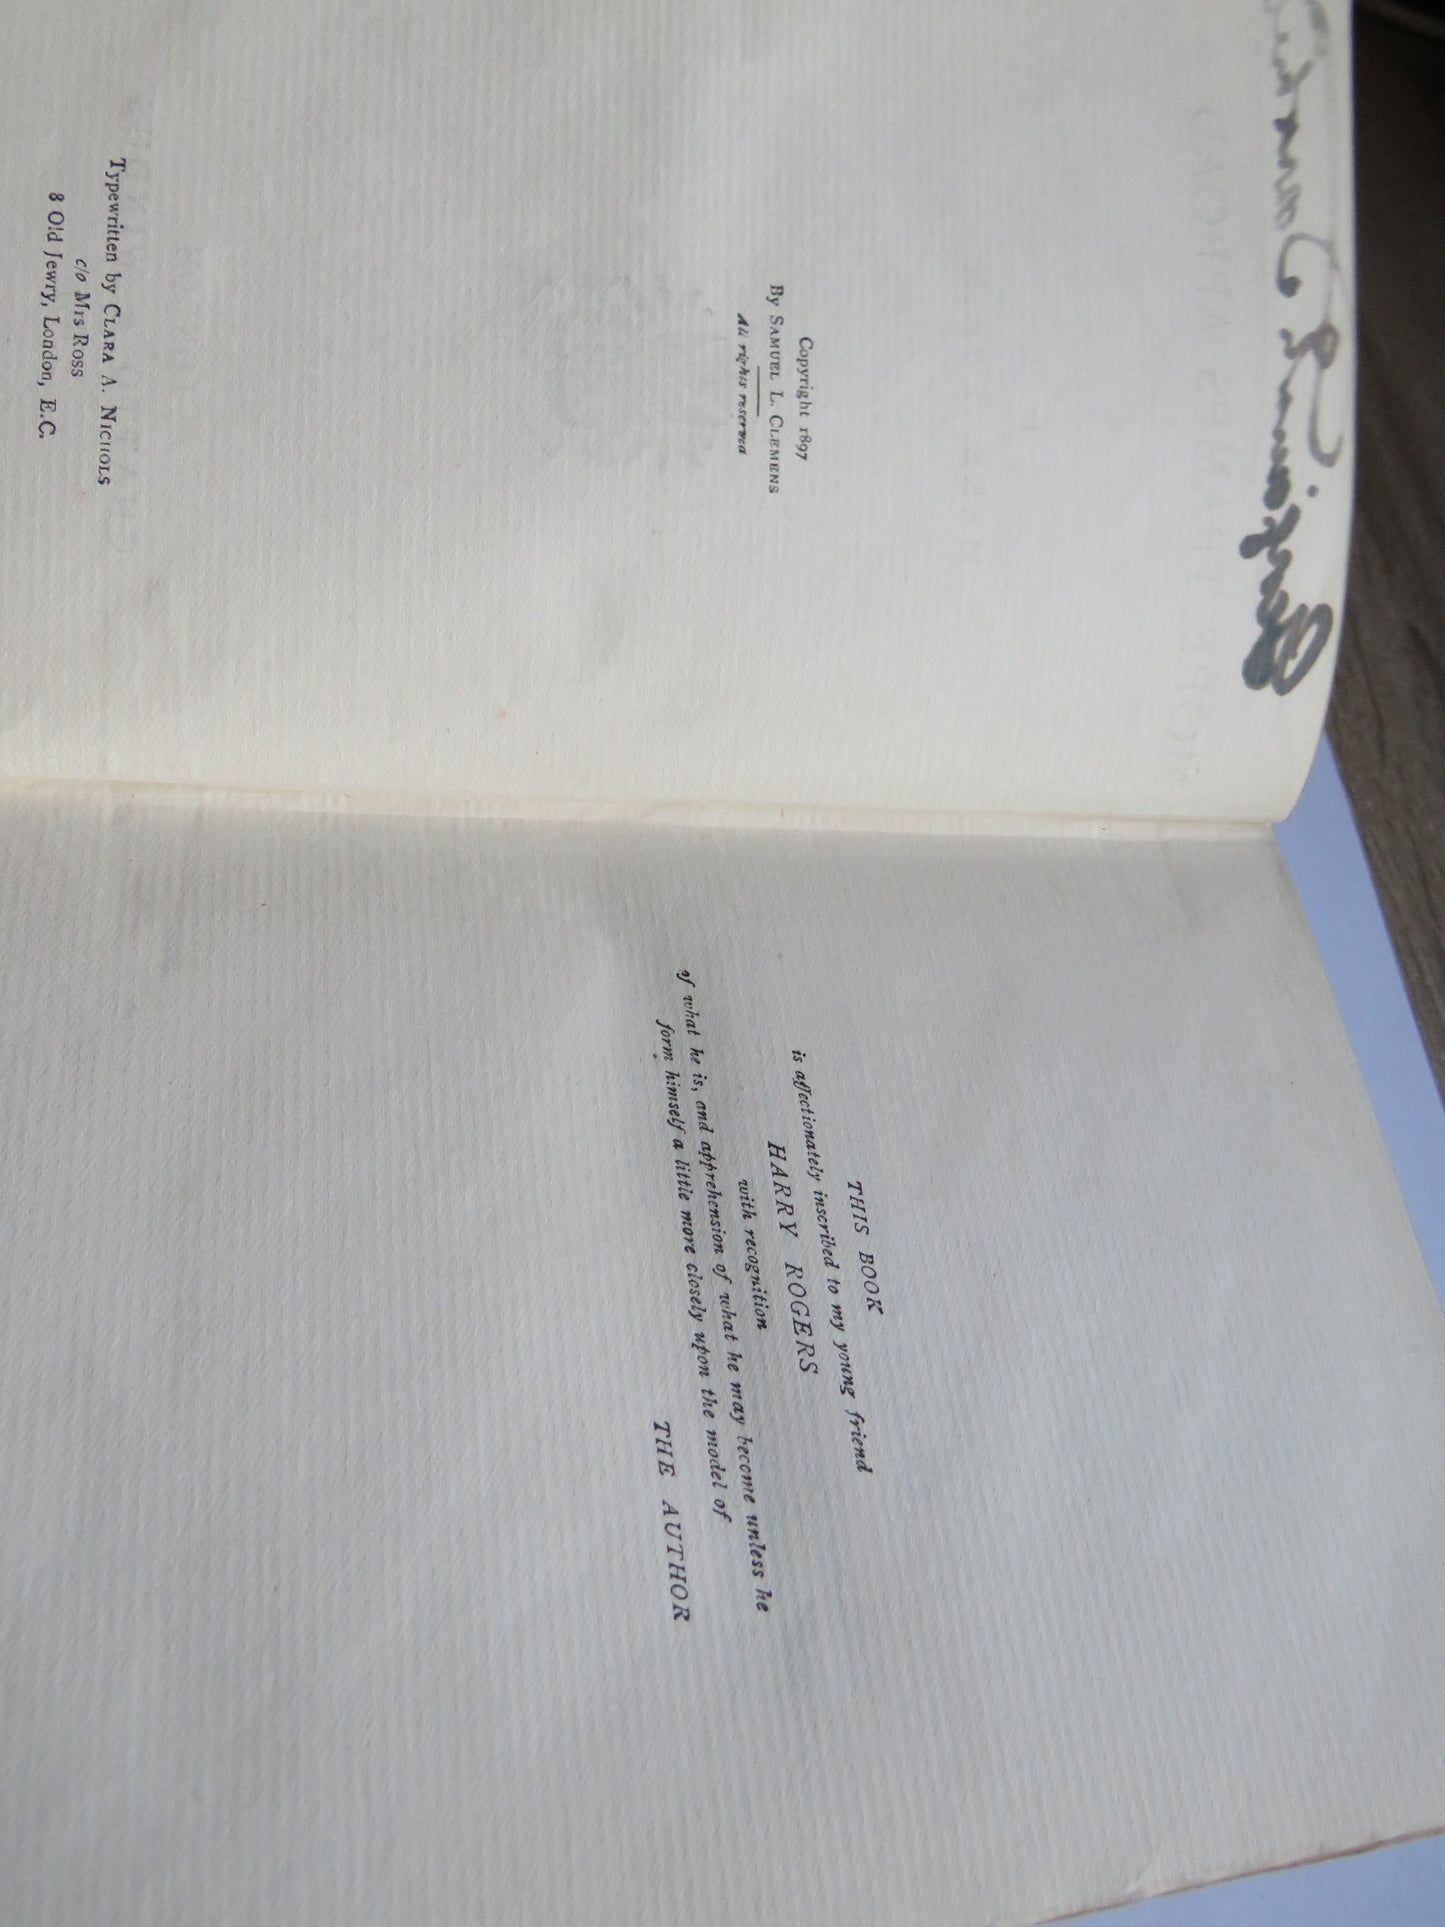 Copyright 1897
By SAMUEL L. CLEMENS
All rights reserved
Typewritten by CLARA A. NICHOLS
c/o Mrs Ross
8 Old Jewry, London, E.C.
THIS BOOK
is affectionately inscribed to my young friend
HARRY ROGERS
with recognition
of what he is, and apprehension of what he may become unless he
form himself a little more closely upon the model of
THE AUTHOR